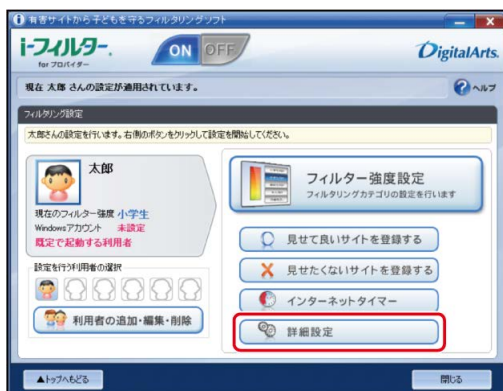 有害サイトから子どもを守るフィルタリングソフト
i-フィルター®
for プロバイダー
ON OFF
DigitalArts.
現在 太郎 さんの設定が適用されています。
ヘルプ
フィルタリング設定
太郎さんの設定を行います。右側のボタンをクリックして設定を開始してください。
太郎
現在のフィルター強度 小学生
Windowsアカウント 未設定
既定で起動する利用者
設定を行う利用者の選択
利用者の追加・編集・削除
フィルター強度設定
フィルタリングカテゴリの設定を行います
見せて良いサイトを登録する
見せたくないサイトを登録する
インターネットタイマー
詳細設定
▲トップへもどる
閉じる